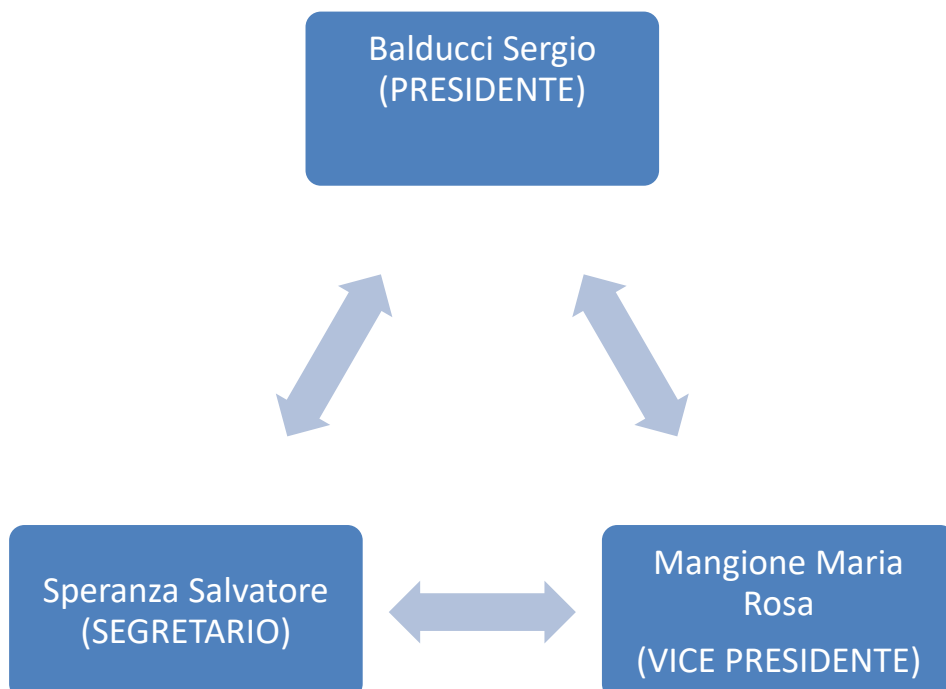 Balducci Sergio
(PRESIDENTE)
Speranza Salvatore
(SEGRETARIO)
Mangione Maria
Rosa
(VICE PRESIDENTE)